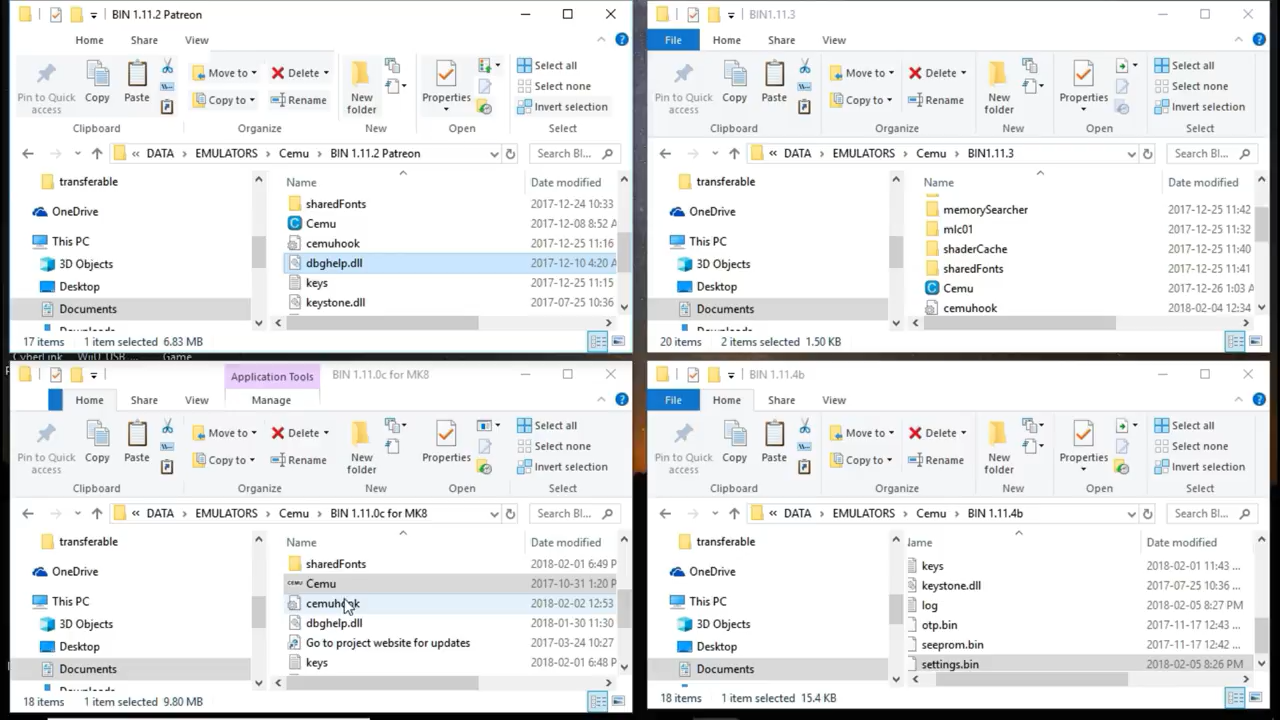 BIN 1.11.2 Patreon
Home Share View
Pin to Quick access
Copy
Paste
Move to
Copy to
Delete
Rename
New folder
Properties
Select all
Select none
Invert selection
Clipboard Organize New Open Select
« DATA EMULATORS Cemu BIN 1.11.2 Patreon Search Bl...
transferable
OneDrive
This PC
3D Objects
Desktop
Documents
Downloads
Name Date modified
sharedFonts 2017-12-24 10:33
Cemu 2017-12-08 8:52 A
cemuhook 2017-12-25 11:16
dbghelp.dll 2017-12-10 4:20 A
keys 2017-12-25 11:15
keystone.dll 2017-07-25 10:36
17 items 1 item selected 6.83 MB
BIN1.11.3
File Home Share View
Pin to Quick access
Copy
Paste
Move to
Copy to
Delete
Rename
New folder
Properties
Select all
Select none
Invert selection
Clipboard Organize New Open Select
« DATA EMULATORS Cemu BIN1.11.3 Search Bl...
transferable
OneDrive
This PC
3D Objects
Desktop
Documents
Downloads
Name Date modified
memorySearcher 2017-12-25 11:42
mlc01 2017-12-25 11:32
shaderCache 2017-12-25 11:40
sharedFonts 2017-12-25 11:41
Cemu 2017-12-26 1:03 A
cemuhook 2018-02-04 12:34
20 items 2 items selected 1.50 KB
CyberLink WiiU USB ... Game
Application Tools BIN 1.11.0c for MK8
Home Share View Manage
Pin to Quick access
Copy
Paste
Move to
Copy to
Delete
Rename
New folder
Properties
Select all
Select none
Invert selection
Clipboard Organize New Open Select
« DATA EMULATORS Cemu BIN 1.11.0c for MK8 Search Bl...
transferable
OneDrive
This PC
3D Objects
Desktop
Documents
Name Date modified
sharedFonts 2018-02-01 6:49 P
CEMU Cemu 2017-10-31 1:20 P
cemuhook 2018-02-02 12:53
dbghelp.dll 2018-01-30 11:30
Go to project website for updates 2017-03-24 10:27
keys 2018-02-01 6:48 P
18 items 1 item selected 9.80 MB
BIN 1.11.4b
File Home Share View
Pin to Quick access
Copy
Paste
Move to
Copy to
Delete
Rename
New folder
Properties
Select all
Select none
Invert selection
Clipboard Organize New Open Select
« DATA EMULATORS Cemu BIN 1.11.4b Search Bl...
transferable
OneDrive
This PC
3D Objects
Desktop
Documents
Name Date modified
keys 2018-02-01 11:43 ...
keystone.dll 2017-07-25 10:36 ...
log 2018-02-05 8:27 PM
otp.bin 2017-11-17 12:43 ...
seeprom.bin 2017-11-17 12:42 ...
settings.bin 2018-02-05 8:26 PM
18 items 1 item selected 15.4 KB